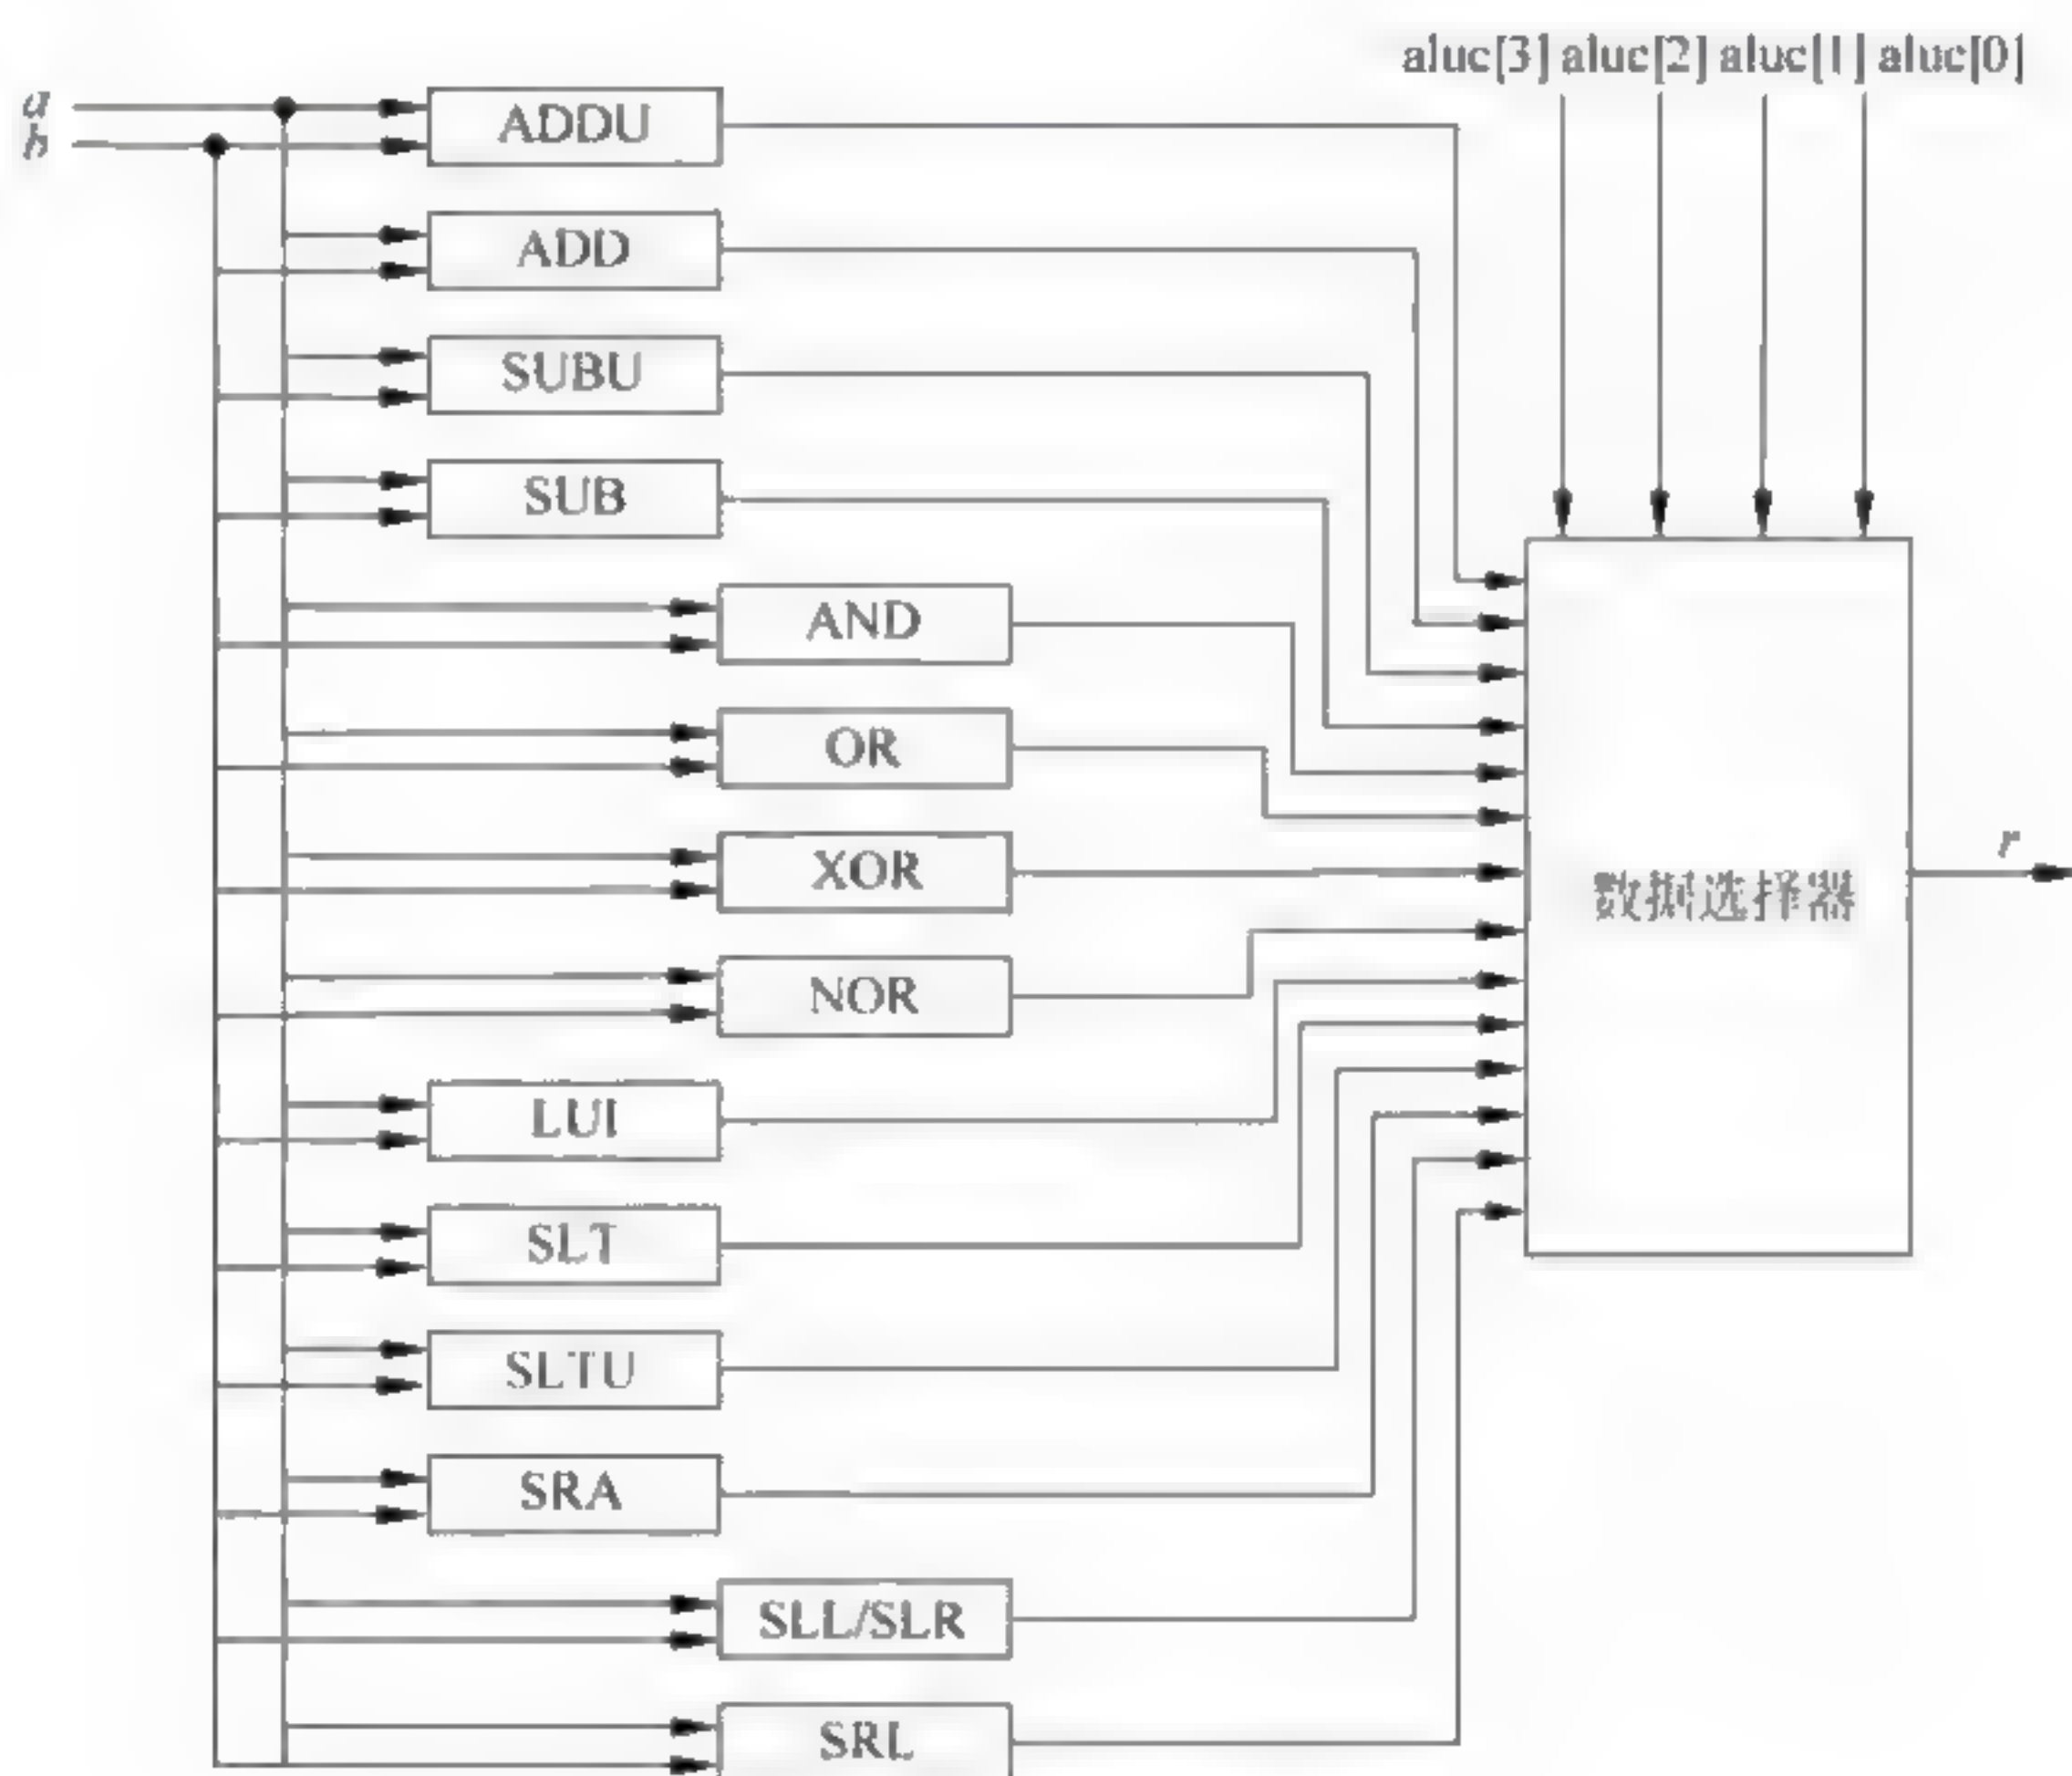 aluc[3] aluc[2] aluc[1] aluc[0]
a
b
ADDU
ADD
SUBU
SUB
AND
OR
XOR
NOR
LUI
SLT
SLTU
SRA
SLL/SLR
SRL
数据选择器
r